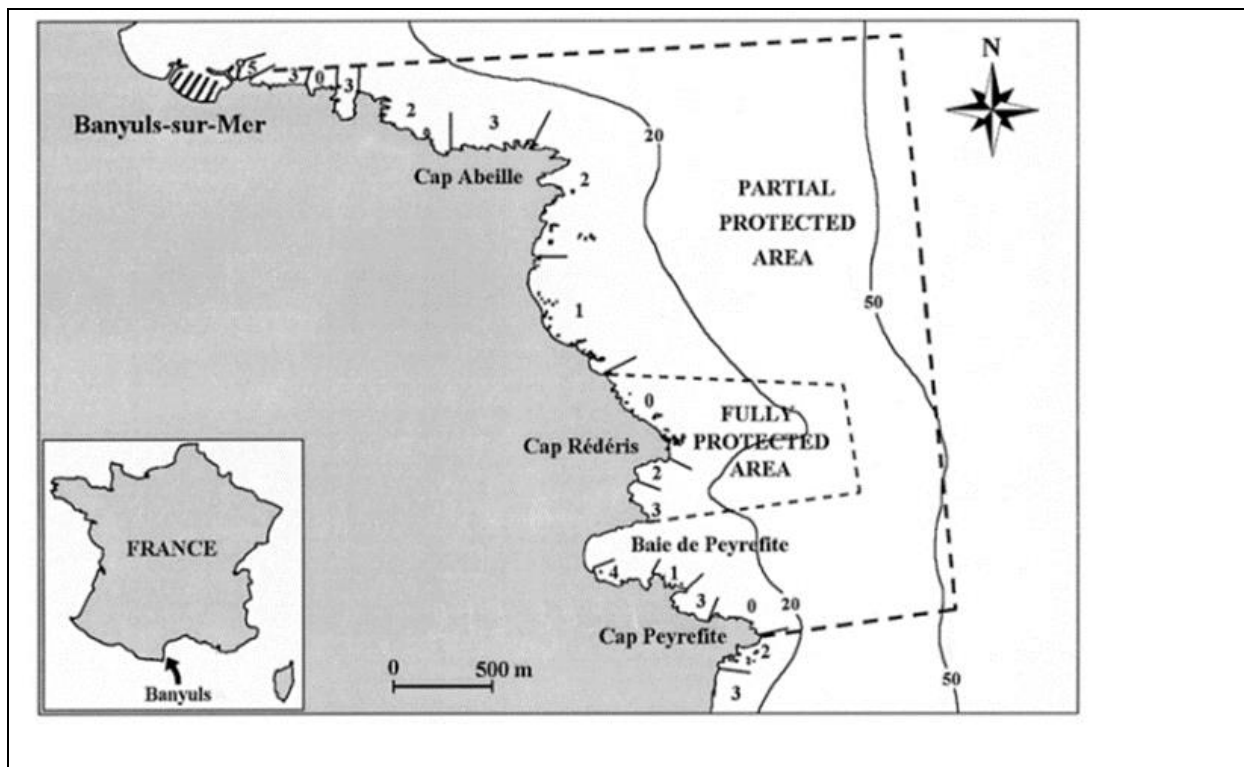 N
5
3
0
3
Banyuls-sur-Mer
2
3
20
Cap Abeille
2
PARTIAL
PROTECTED
AREA
50
1
0
FULLY
PROTECTED
AREA
Cap Rédéris
2
3
Baie de Peyrefite
4
1
3
0
20
Cap Peyrefite
2
3
50
0
500 m
FRANCE
Banyuls